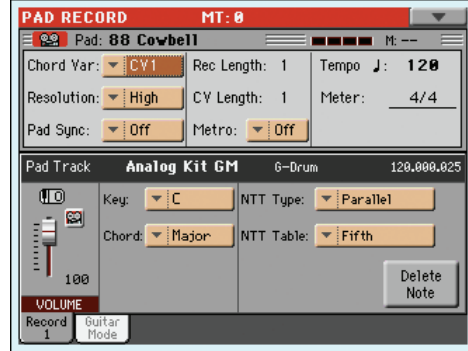 PAD RECORD MT: 0
Pad: 88 Cowbell M: --
Chord Var: CV1 Rec Length: 1 Tempo ♩: 120
Resolution: High CV Length: 1 Meter: 4/4
Pad Sync: Off Metro: Off
Pad Track Analog Kit GM G-Drum 120.000.025
Key: C NTT Type: Parallel
Chord: Major NTT Table: Fifth
100
Delete
Note
VOLUME
Record
1
Guitar
Mode